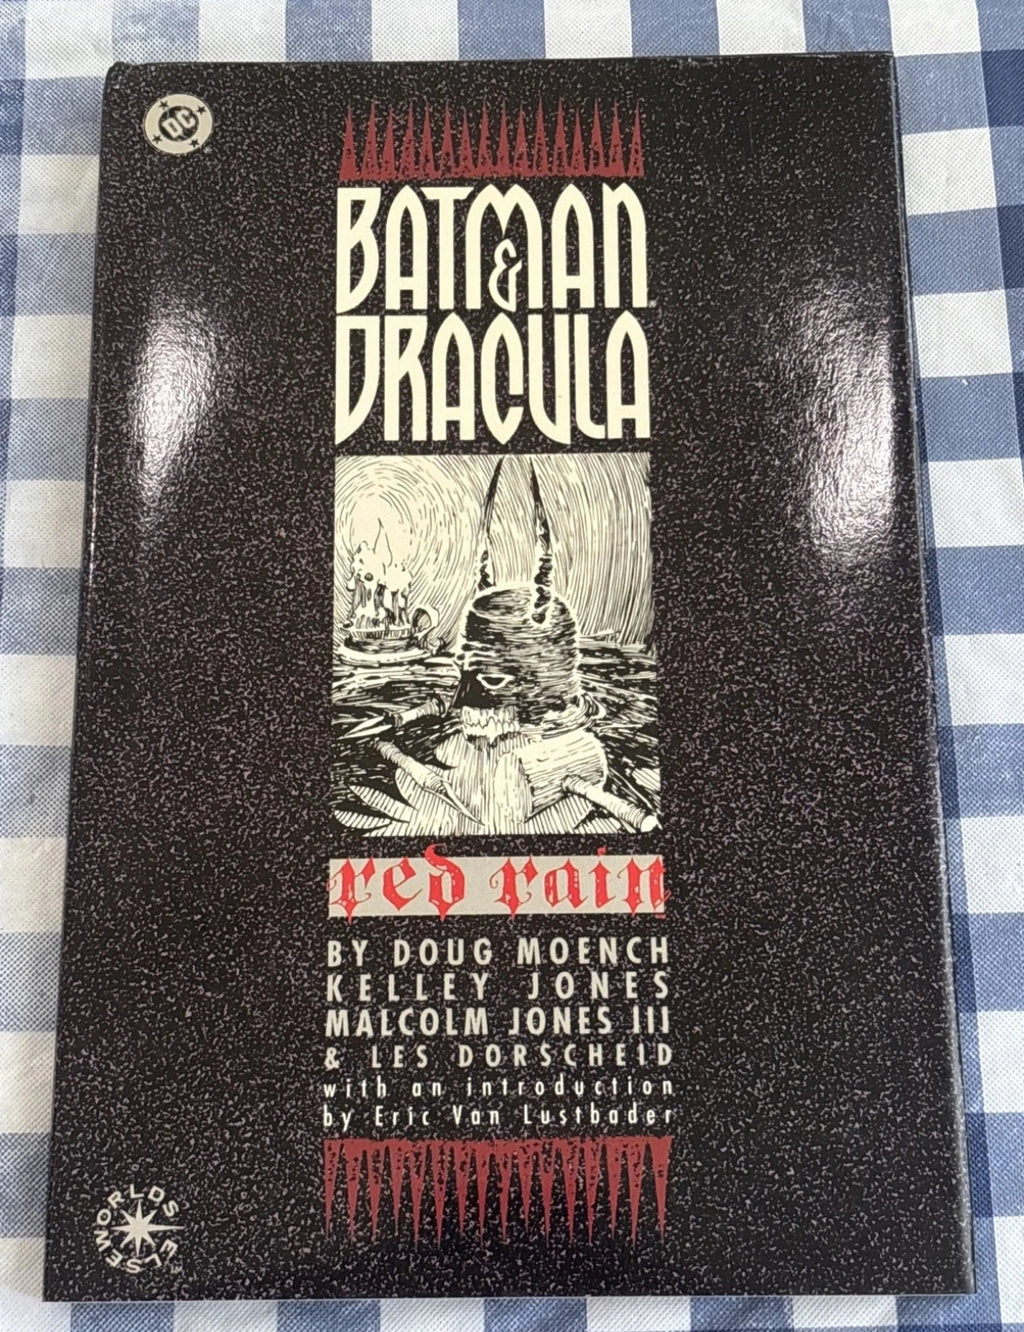 DC
BATMAN
&
DRACULA
red rain
BY DOUG MOENCH
KELLEY JONES
MALCOLM JONES III
& LES DORSCHEID
with an introduction
by Eric Van Lustbader
ELSEWORLDS